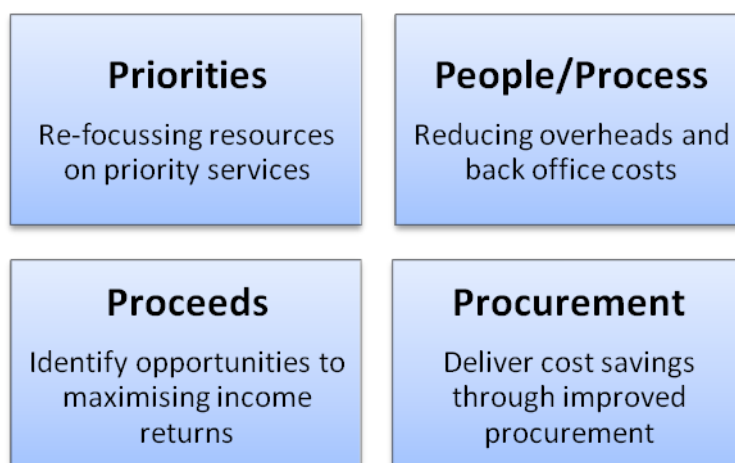 Priorities
Re-focussing resources
on priority services
People/Process
Reducing overheads and
back office costs
Proceeds
Identify opportunities to
maximising income
returns
Procurement
Deliver cost savings
through improved
procurement